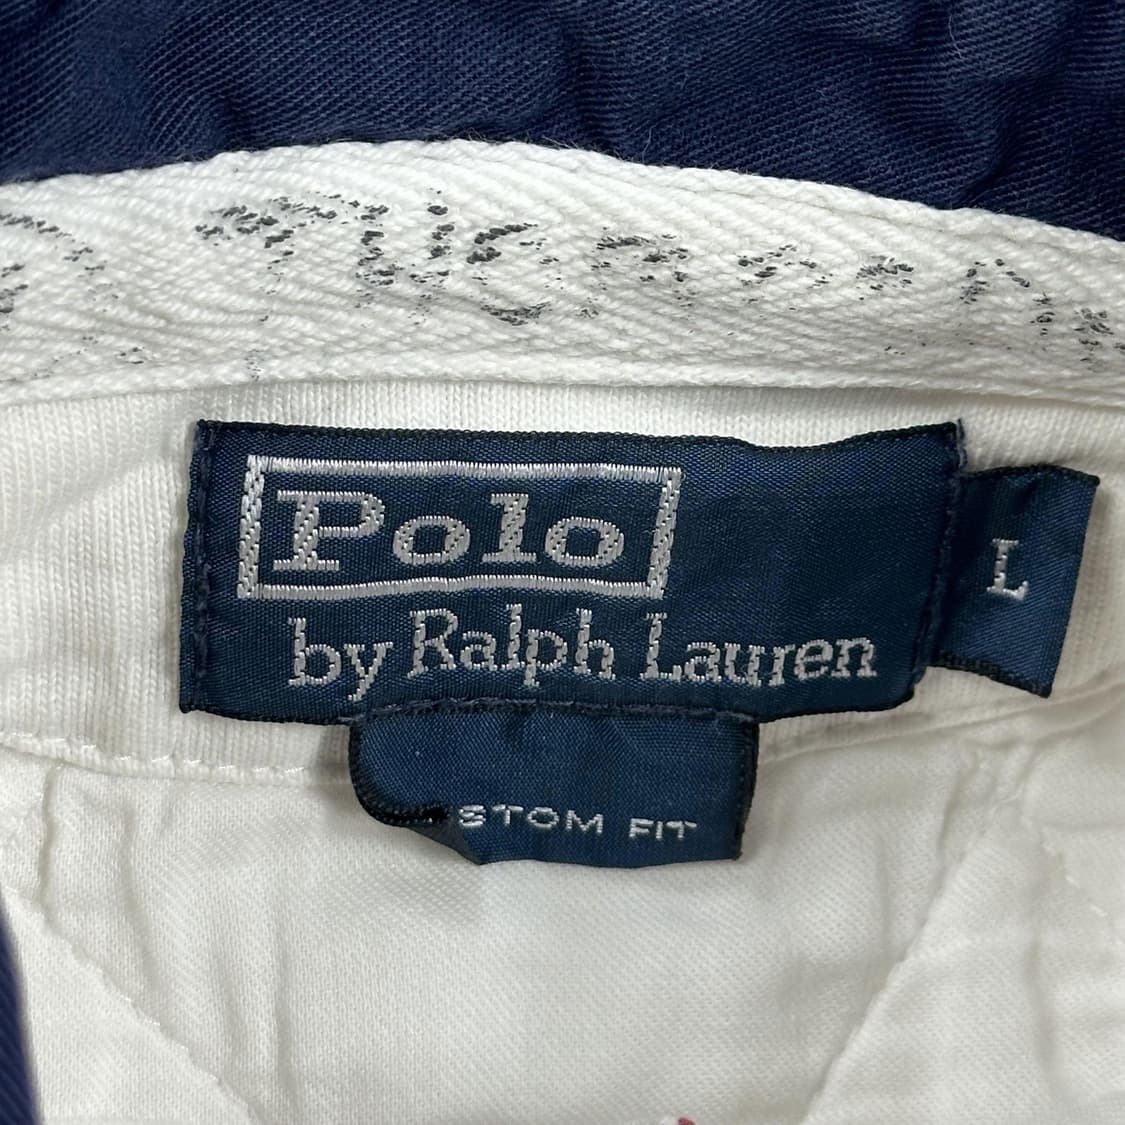 Polo
by Ralph Lauren
L
STOM FIT